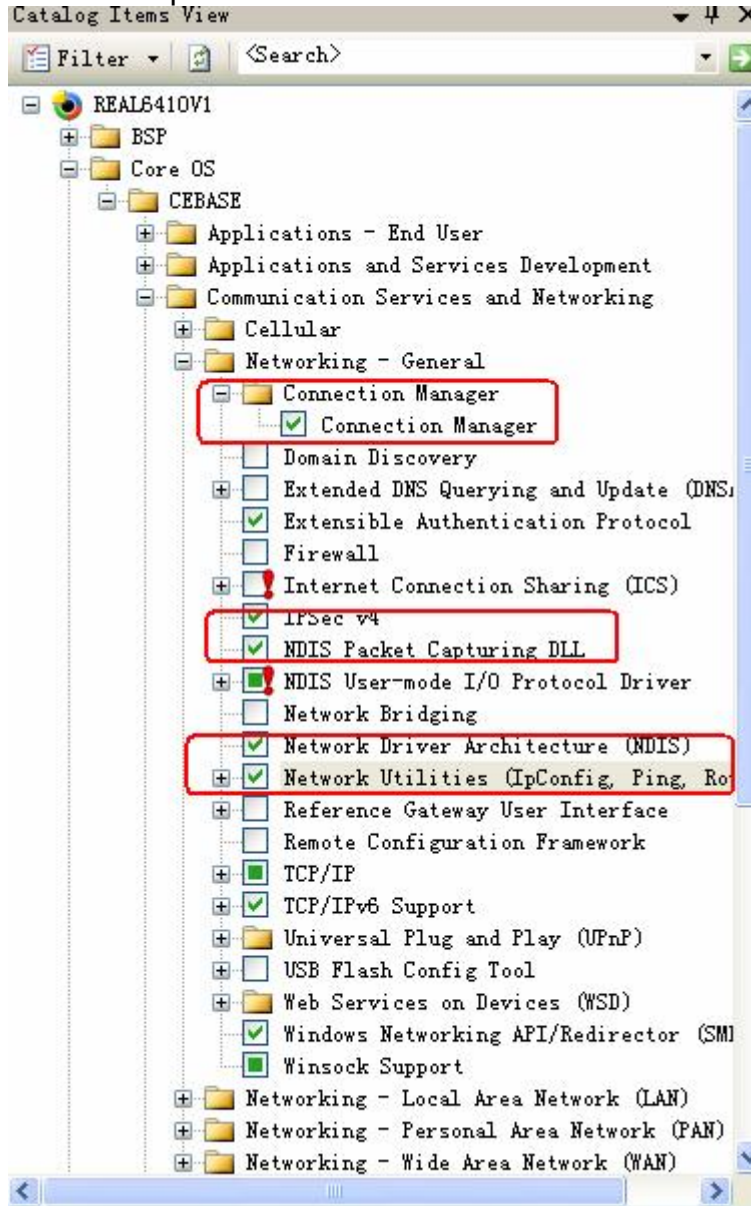 Catalog Items View
Filter <Search>
REAL6410V1
BSP
Core OS
CEBASE
Applications - End User
Applications and Services Development
Communication Services and Networking
Cellular
Networking - General
Connection Manager
Connection Manager
Domain Discovery
Extended DNS Querying and Update (DNS
Extensible Authentication Protocol
Firewall
Internet Connection Sharing (ICS)
IPSec v4
NDIS Packet Capturing DLL
NDIS User-mode I/O Protocol Driver
Network Bridging
Network Driver Architecture (NDIS)
Network Utilities (IpConfig, Ping, Ro
Reference Gateway User Interface
Remote Configuration Framework
TCP/IP
TCP/IPv6 Support
Universal Plug and Play (UPnP)
USB Flash Config Tool
Web Services on Devices (WSD)
Windows Networking API/Redirector (SM
Winsock Support
Networking - Local Area Network (LAN)
Networking - Personal Area Network (PAN)
Networking - Wide Area Network (WAN)